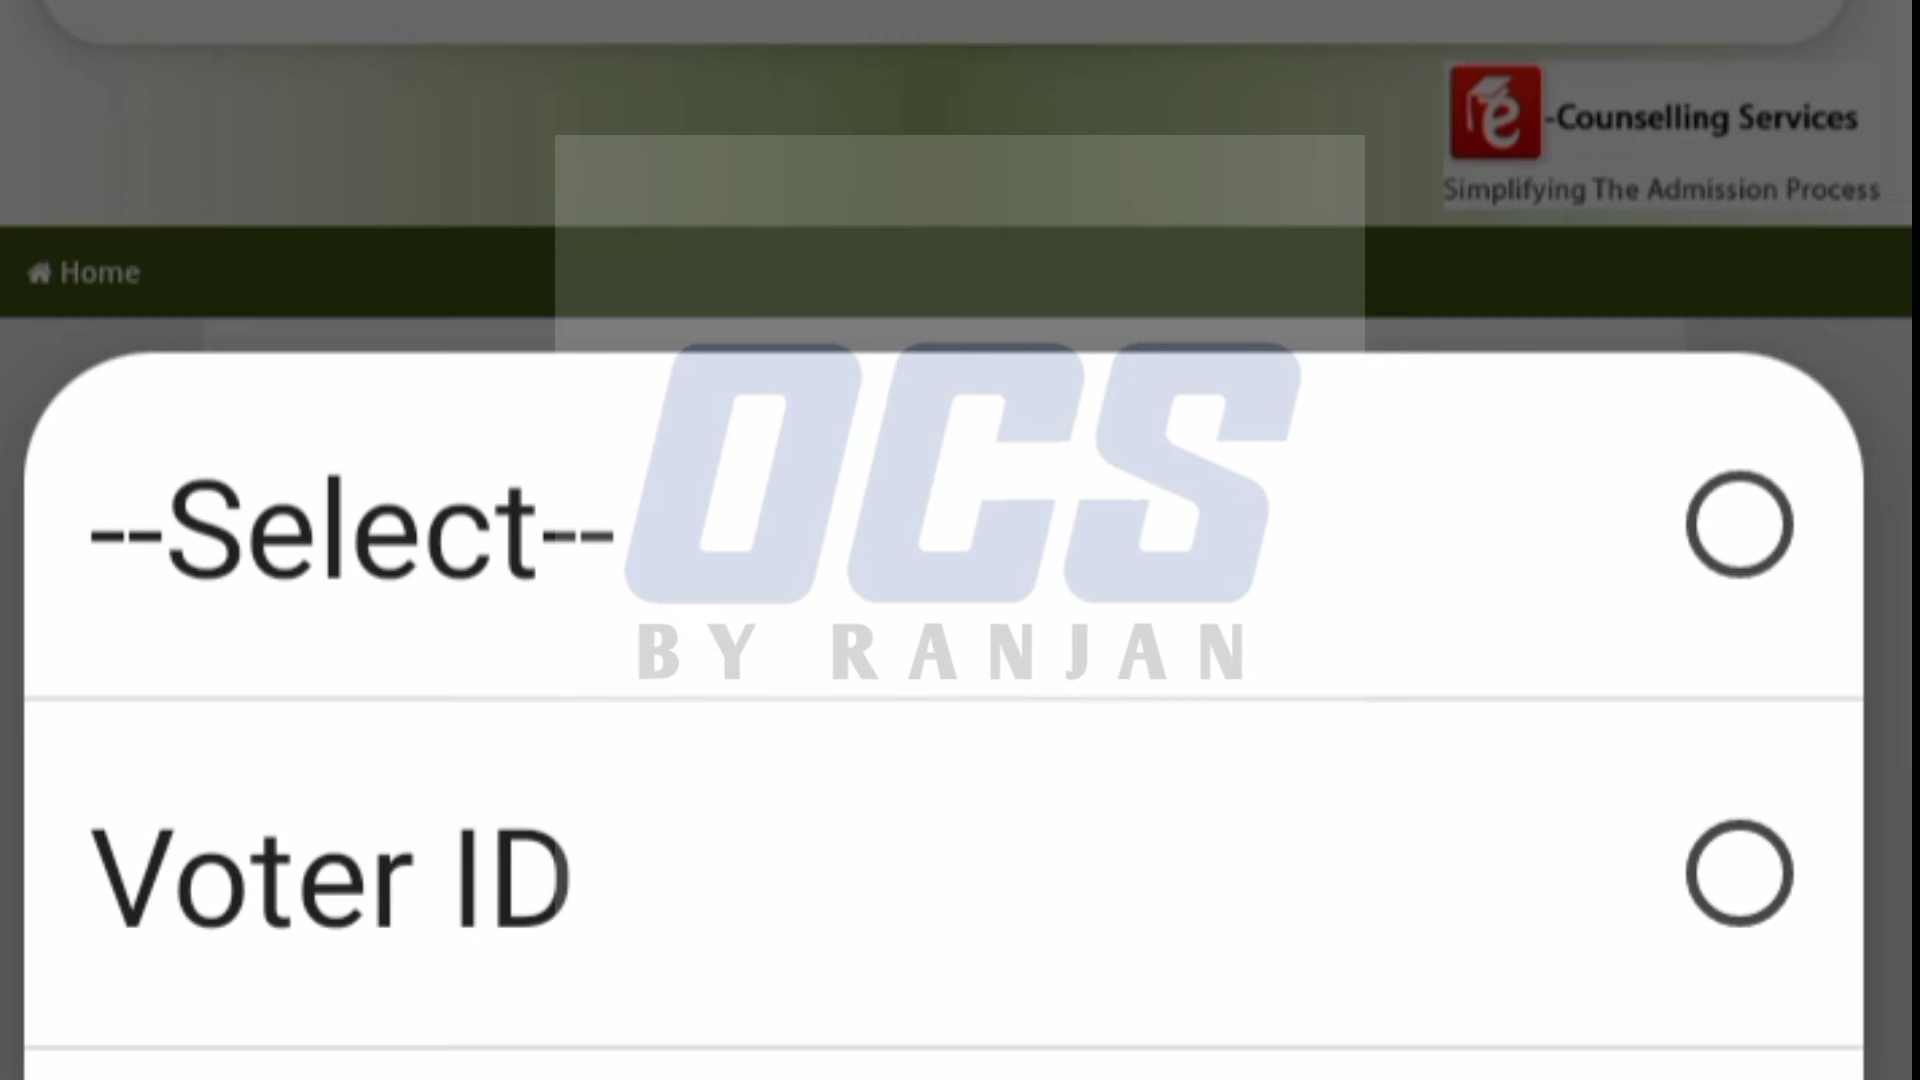 e-Counselling Services
Simplifying The Admission Process
Home
OCS
--Select--
BY RANJAN
Voter ID